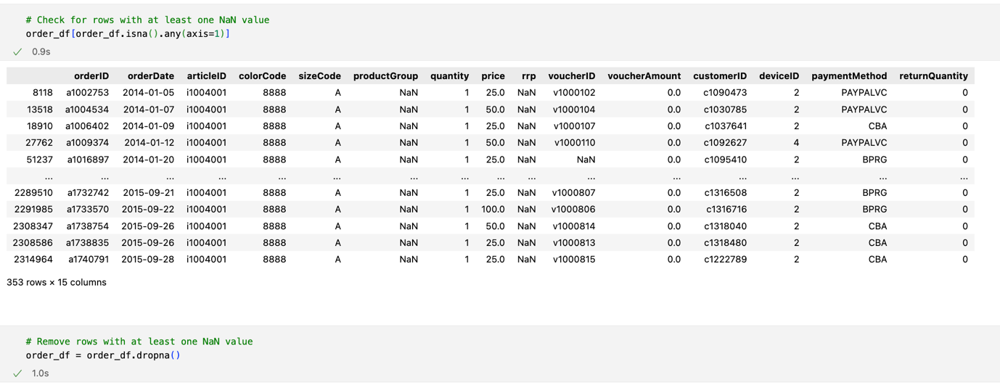 # Check for rows with at least one NaN value
order_df[order_df.isna().any(axis=1)]
0.9s
orderID orderDate articleID colorCode sizeCode productGroup quantity price rrp voucherID voucherAmount customerID deviceID paymentMethod returnQuantity
8118 a1002753 2014-01-05 i1004001 8888 A NaN 1 25.0 NaN v1000102 0.0 c1090473 2 PAYPALVC 0
13518 a1004534 2014-01-07 i1004001 8888 A NaN 1 50.0 NaN v1000104 0.0 c1030785 2 PAYPALVC 0
18910 a1006402 2014-01-09 i1004001 8888 A NaN 1 25.0 NaN v1000107 0.0 c1037641 2 CBA 0
27762 a1009374 2014-01-12 i1004001 8888 A NaN 1 50.0 NaN v1000110 0.0 c1092627 4 PAYPALVC 0
51237 a1016897 2014-01-20 i1004001 8888 A NaN 1 25.0 NaN NaN 0.0 c1095410 2 BPRG 0
... ... ... ... ... ... ... ... ... ... ... ... ... ... ... ...
2289510 a1732742 2015-09-21 i1004001 8888 A NaN 1 25.0 NaN v1000807 0.0 c1316508 2 BPRG 0
2291985 a1733570 2015-09-22 i1004001 8888 A NaN 1 100.0 NaN v1000806 0.0 c1316716 2 BPRG 0
2308347 a1738754 2015-09-26 i1004001 8888 A NaN 1 50.0 NaN v1000814 0.0 c1318040 2 CBA 0
2308586 a1738835 2015-09-26 i1004001 8888 A NaN 1 25.0 NaN v1000813 0.0 c1318480 2 CBA 0
2314964 a1740791 2015-09-28 i1004001 8888 A NaN 1 25.0 NaN v1000815 0.0 c1222789 2 CBA 0
353 rows × 15 columns
# Remove rows with at least one NaN value
order_df = order_df.dropna()
1.0s